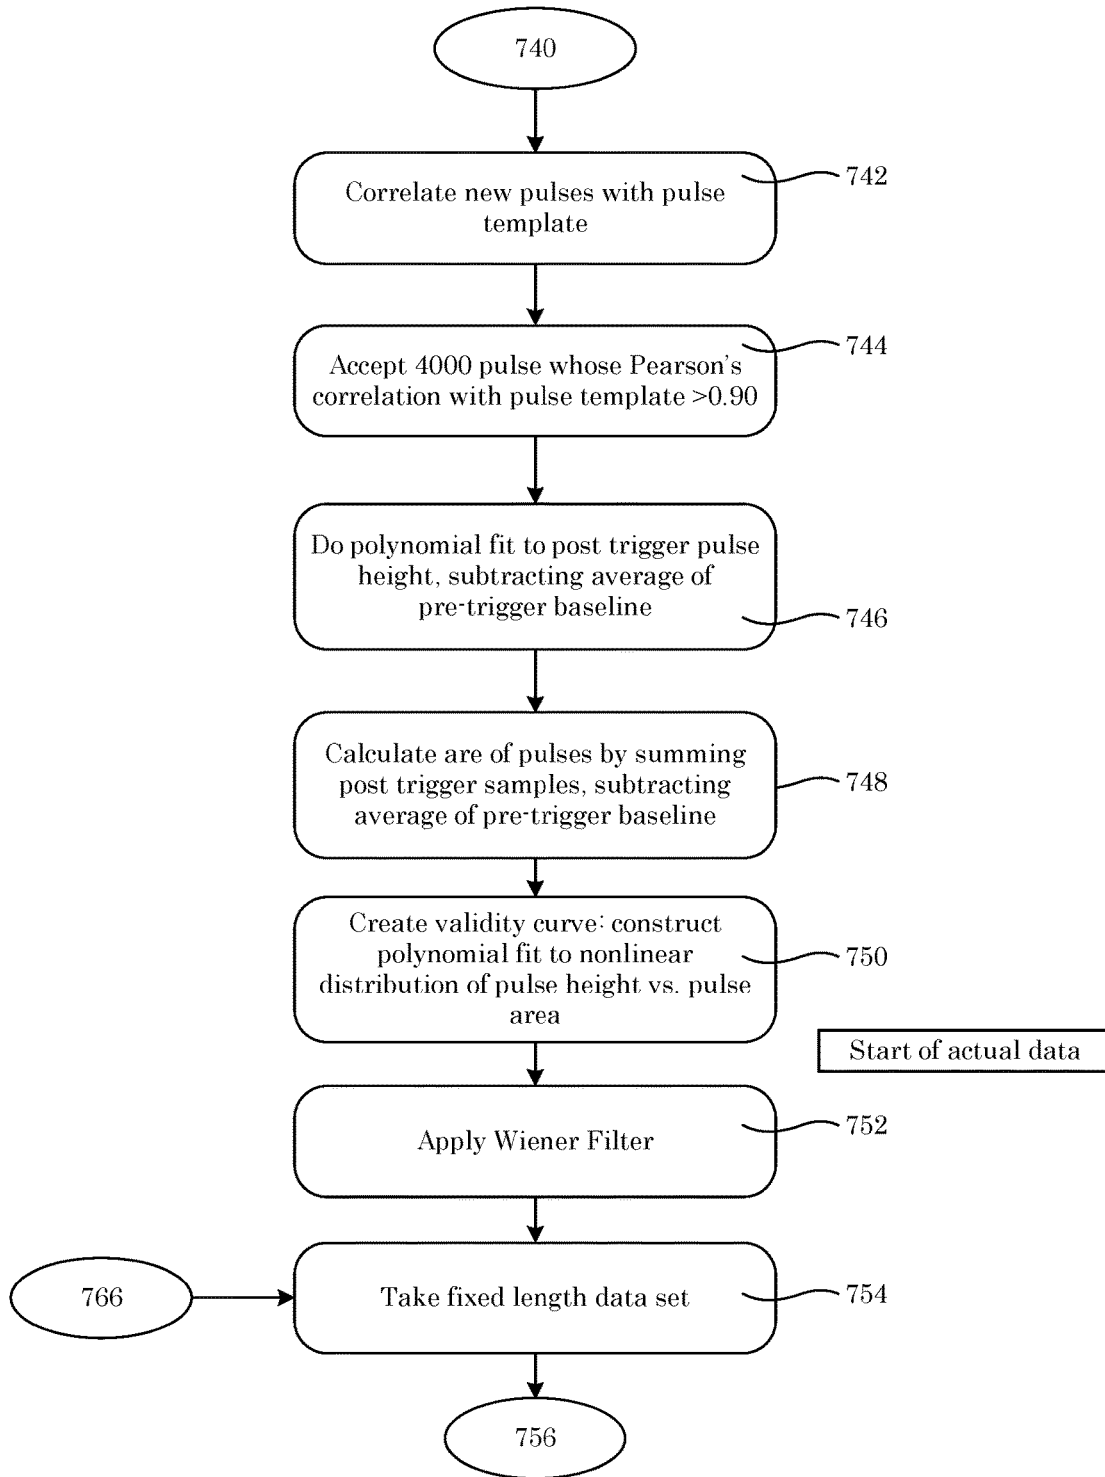 740
Correlate new pulses with pulse
template
742
Accept 4000 pulse whose Pearson's
correlation with pulse template >0.90
744
Do polynomial fit to post trigger pulse
height, subtracting average of
pre-trigger baseline
746
Calculate are of pulses by summing
post trigger samples, subtracting
average of pre-trigger baseline
748
Create validity curve: construct
polynomial fit to nonlinear
distribution of pulse height vs. pulse
area
750
Start of actual data
Apply Wiener Filter
752
766
Take fixed length data set
754
756